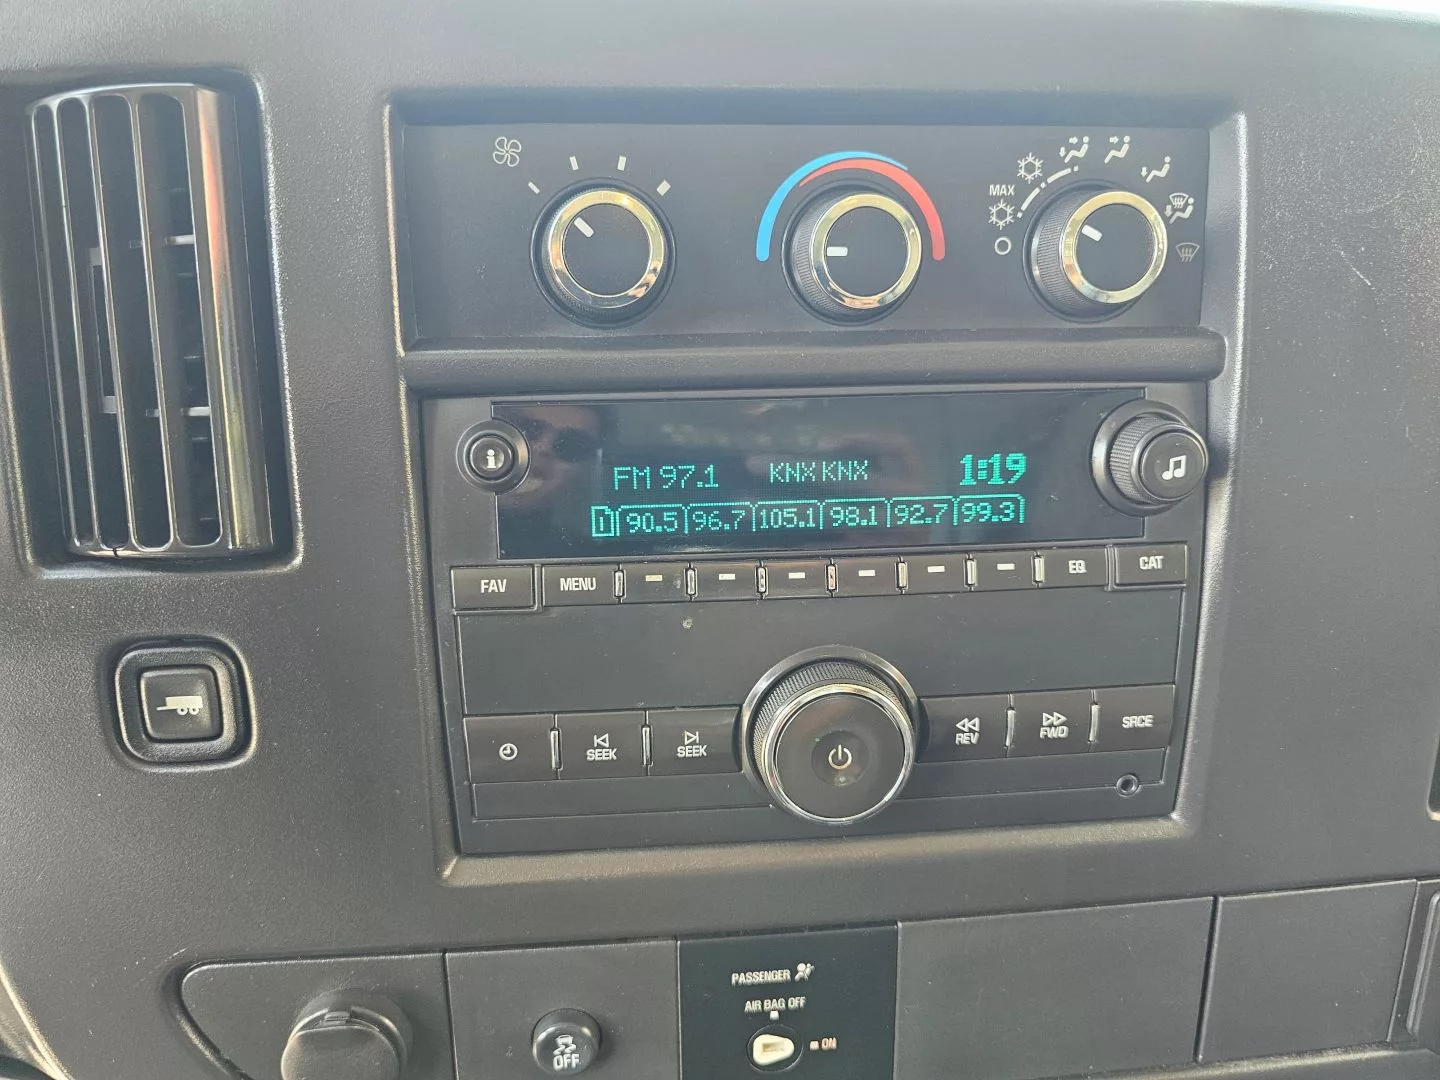 MAX
i
FM 97.1 KNX KNX 1:19
1 90.5 96.7 105.1 98.1 92.7 99.3
FAV MENU EQ CAT
SEEK SEEK REV FWD SRCE
PASSENGER
AIR BAG OFF
ON
OFF